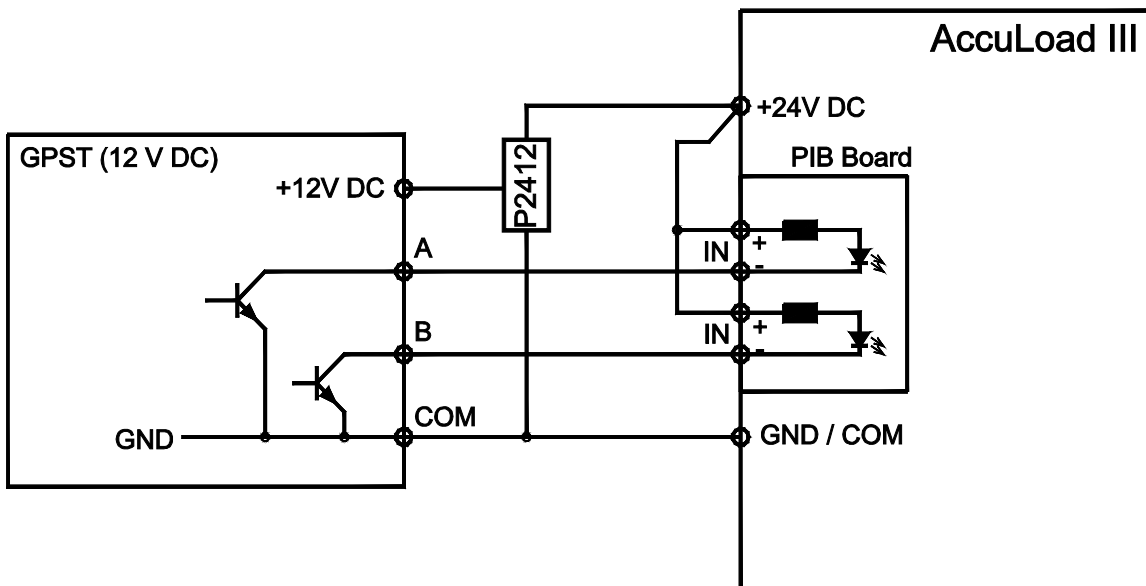 AccuLoad III
+24V DC
GPST (12 V DC)
PIB Board
+12V DC
P2412
A
IN
+
-
B
IN
+
-
COM
GND
GND / COM